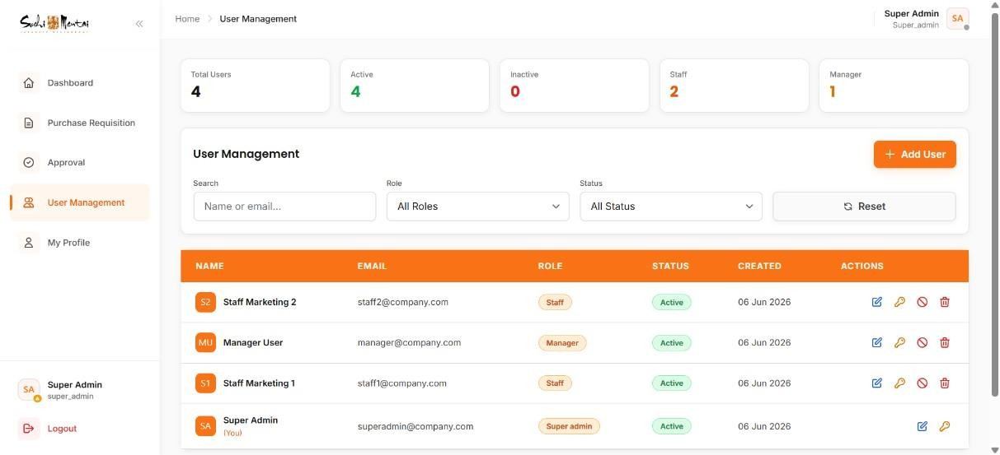 Sushi Mentai
Home > User Management
Super Admin
Super_admin
SA
Dashboard
Purchase Requisition
Approval
User Management
My Profile
Super Admin
super_admin
SA
Logout
Total Users
4
Active
4
Inactive
0
Staff
2
Manager
1
User Management
+ Add User
Search
Name or email...
Role
All Roles
Status
All Status
Reset
NAME EMAIL ROLE STATUS CREATED ACTIONS
S2 Staff Marketing 2 staff2@company.com Staff Active 06 Jun 2026
MU Manager User manager@company.com Manager Active 06 Jun 2026
S1 Staff Marketing 1 staff1@company.com Staff Active 06 Jun 2026
SA Super Admin (You) superadmin@company.com Super admin Active 06 Jun 2026